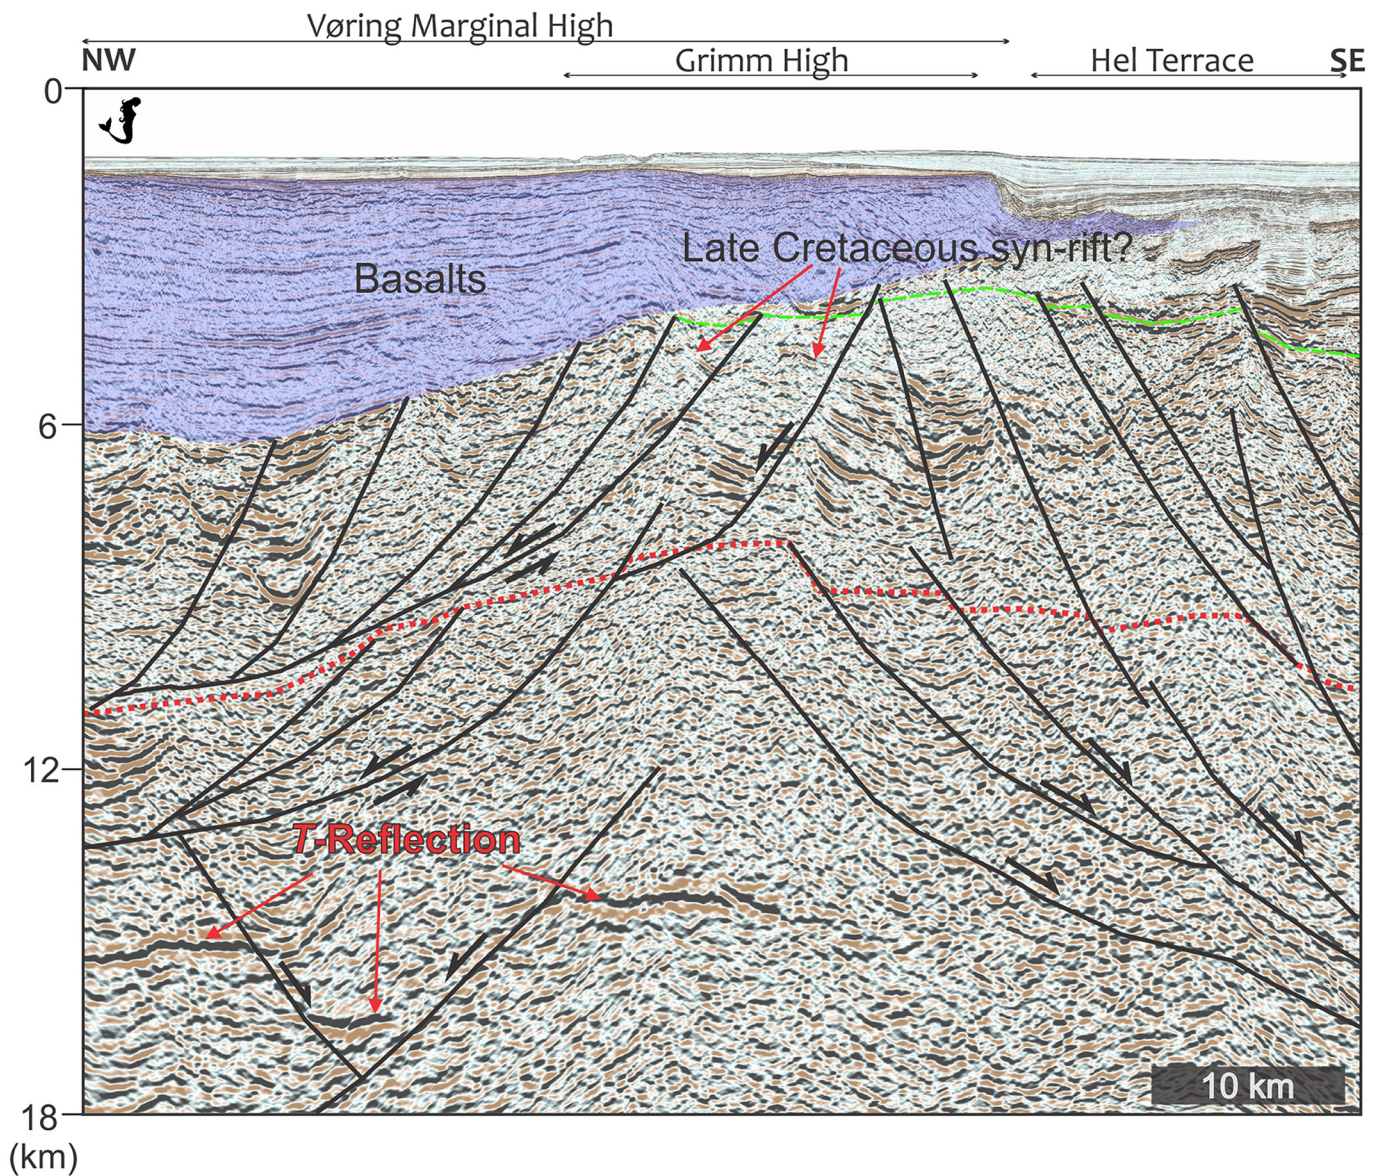 Vøring Marginal High
NW
Grimm High
Hel Terrace
SE
0
Late Cretaceous syn-rift?
Basalts
6
12
T-Reflection
10 km
18
(km)